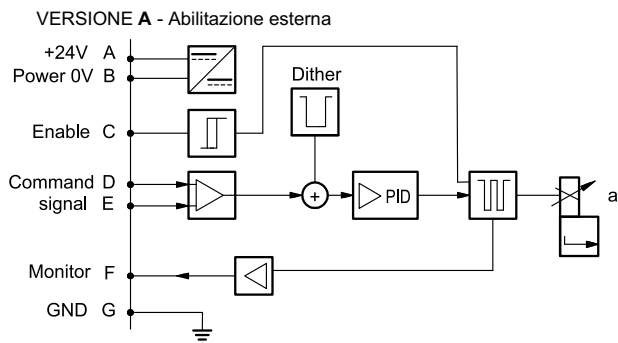 VERSIONE A - Abilitazione esterna
+24V A
Power 0V B
Dither
Enable C
Command D
signal E
+
PID
a
Monitor F
GND G